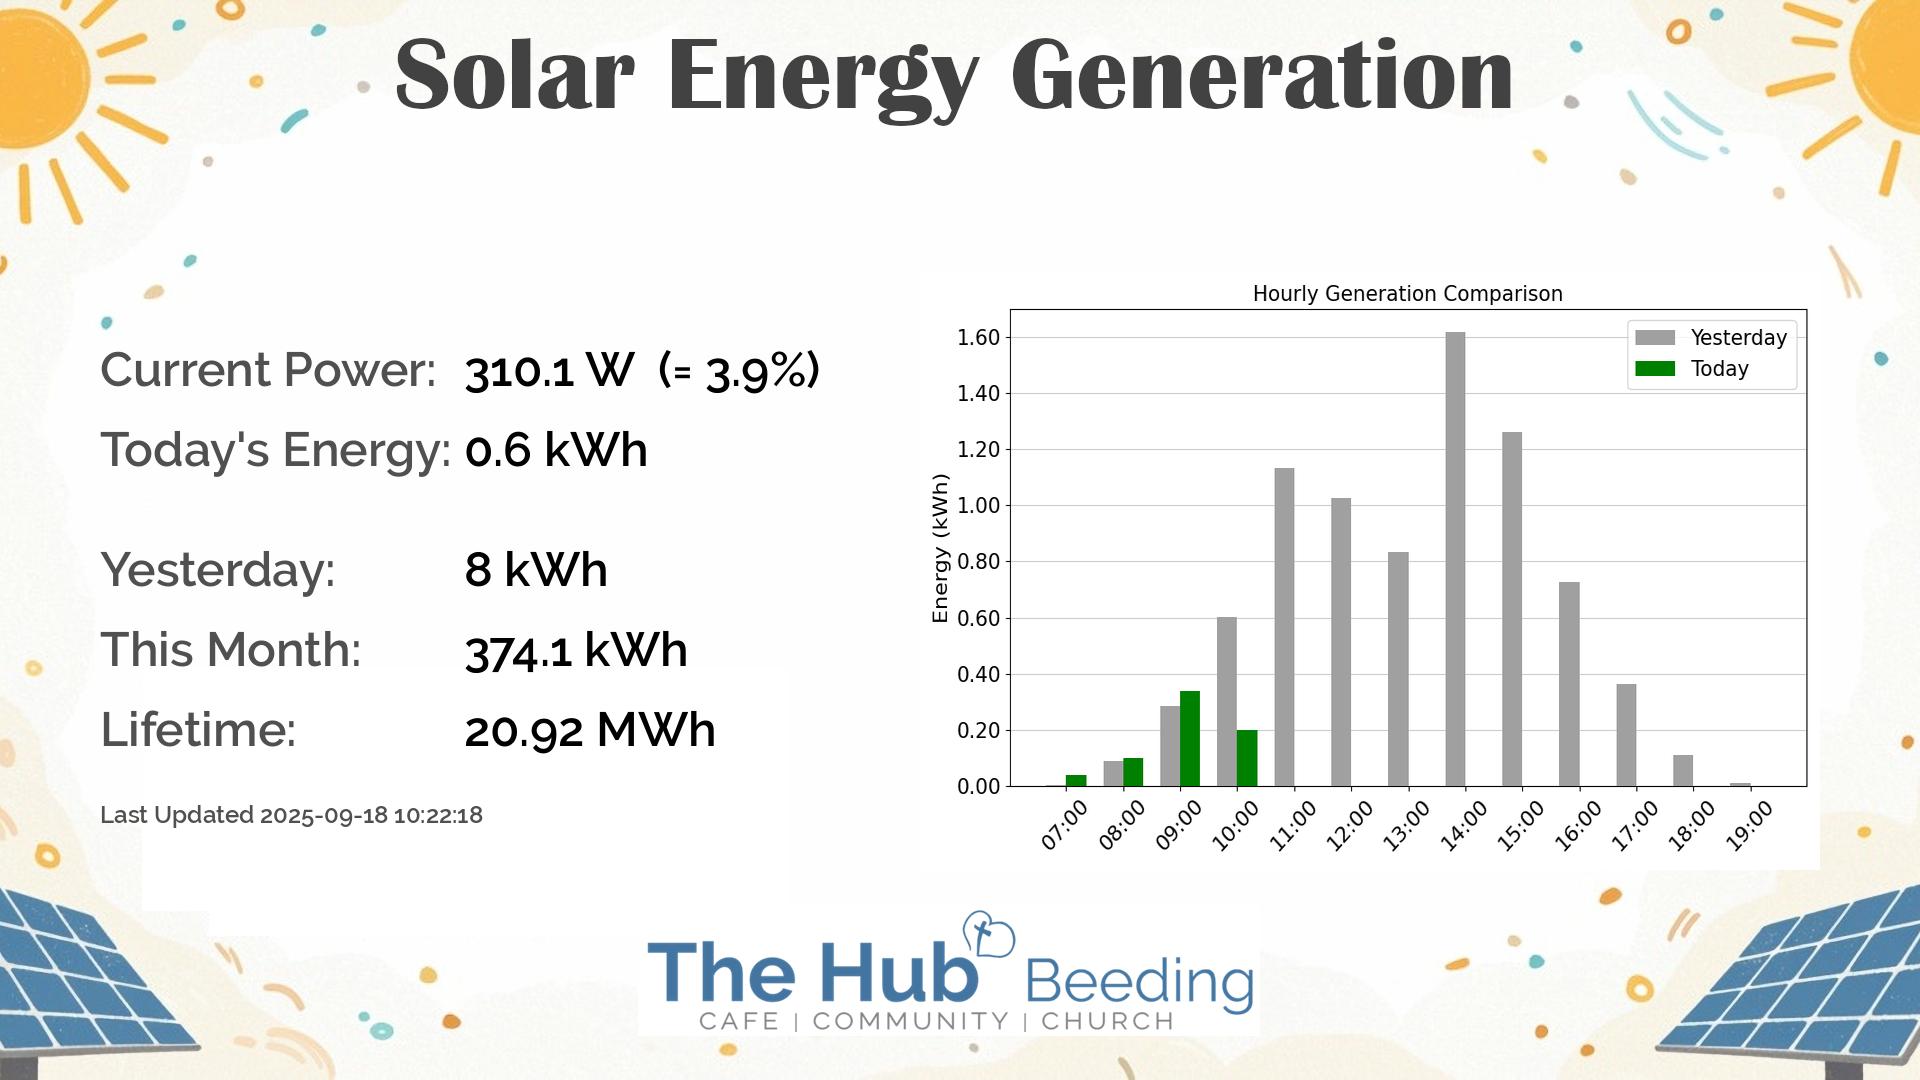 Solar Energy Generation
Current Power: 310.1 W (= 3.9%)
Today's Energy: 0.6 kWh
Yesterday: 8 kWh
This Month: 374.1 kWh
Lifetime: 20.92 MWh
Last Updated 2025-09-18 10:22:18
Hourly Generation Comparison
Yesterday
Today
Energy (kWh)
1.60
1.40
1.20
1.00
0.80
0.60
0.40
0.20
0.00
07:00 08:00 09:00 10:00 11:00 12:00 13:00 14:00 15:00 16:00 17:00 18:00 19:00
The Hub Beeding
CAFE | COMMUNITY | CHURCH